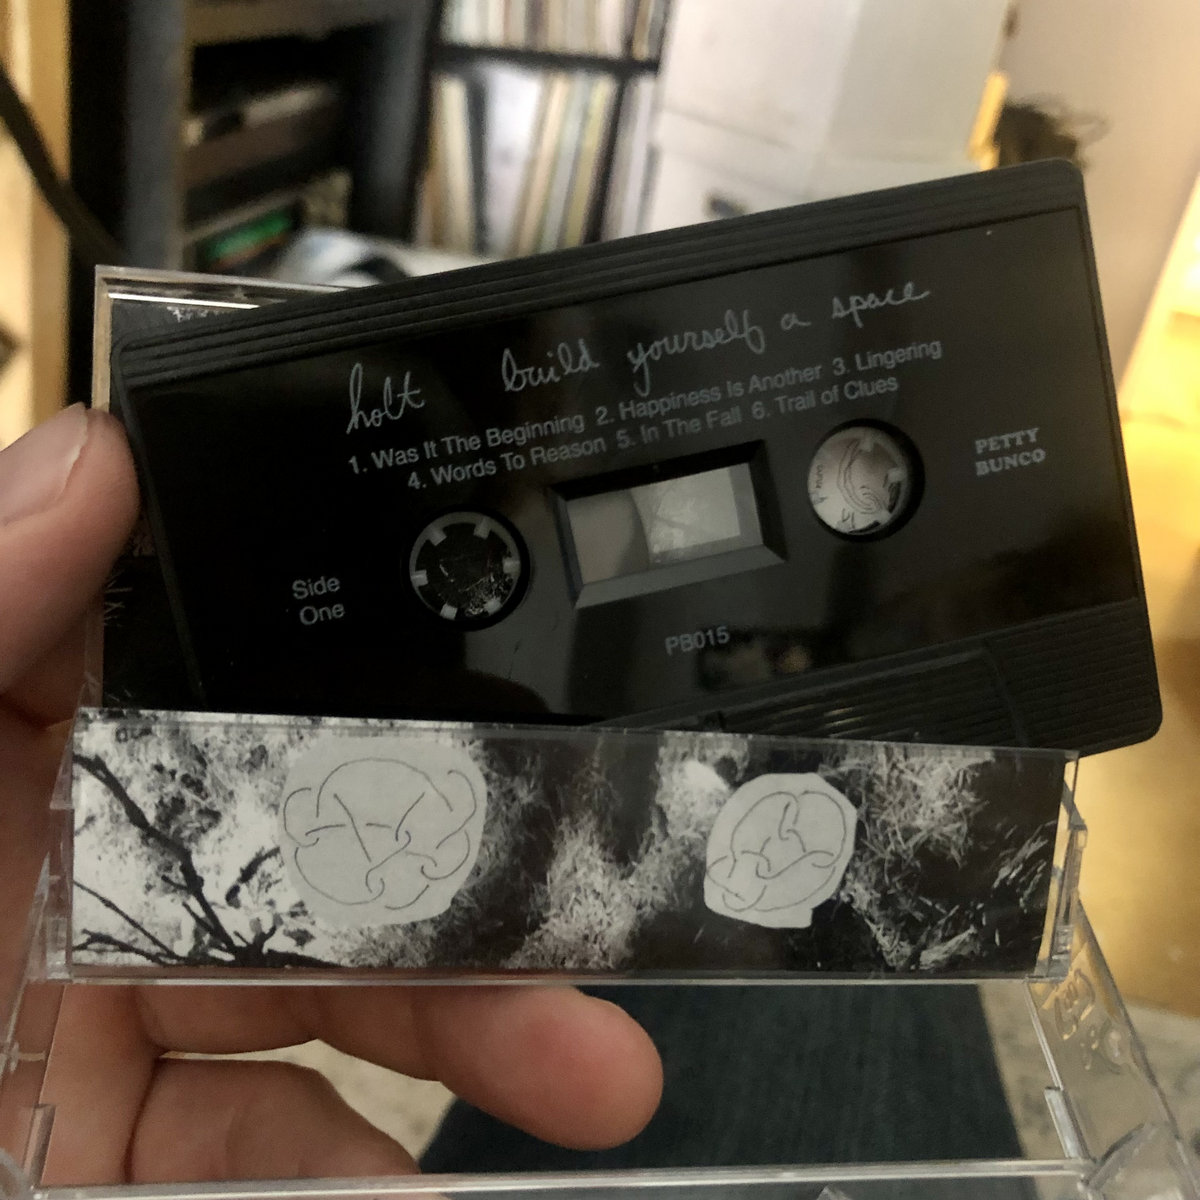 holt build yourself a space
1. Was It The Beginning 2. Happiness Is Another 3. Lingering
4. Words To Reason 5. In The Fall 6. Trail of Clues
PETTY
BUNCO
Side
One
PB015